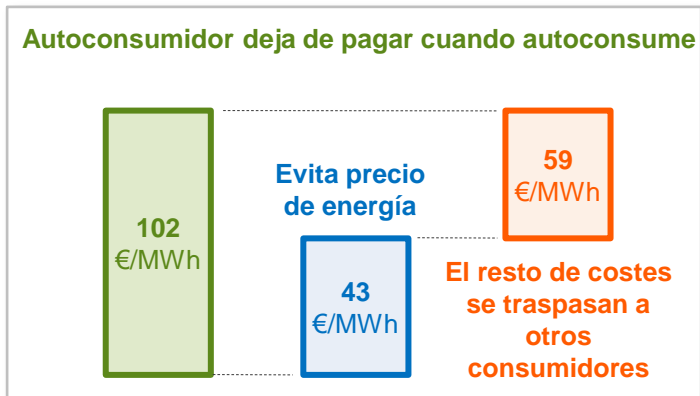 Autoconsumidor deja de pagar cuando autoconsume
102
€/MWh
Evita precio
de energía
43
€/MWh
59
€/MWh
El resto de costes
se traspasan a
otros
consumidores